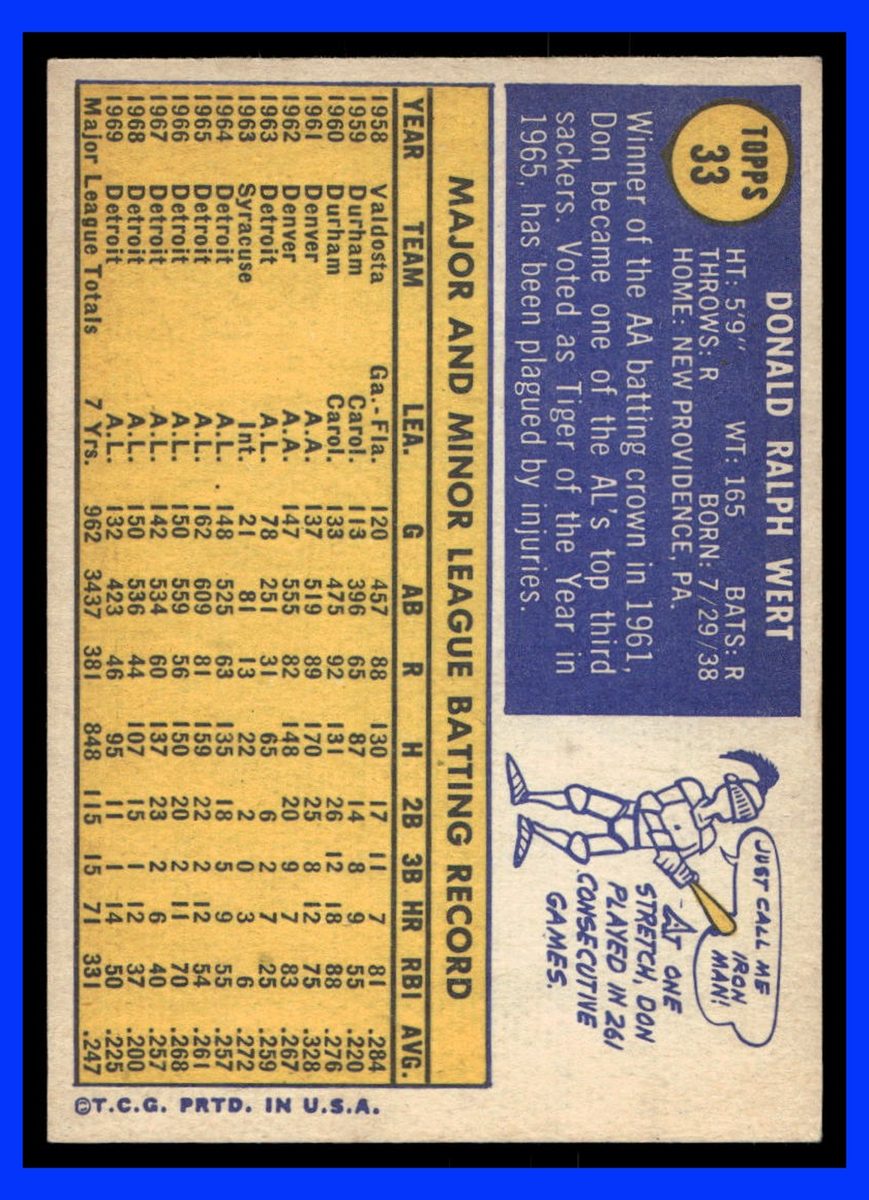 TOPPS
33
DONALD RALPH WERT
HT: 5'9" WT: 165 BATS: R
THROWS: R BORN: 7/29/38
HOME: NEW PROVIDENCE, PA.
Winner of the AA batting crown in 1961,
Don became one of the AL's top third
sackers. Voted as Tiger of the Year in
1965, has been plagued by injuries.
JUST CALL ME
IRON
MAN!
AT ONE
STRETCH, DON
PLAYED IN 261
CONSECUTIVE
GAMES.
MAJOR AND MINOR LEAGUE BATTING RECORD
YEAR TEAM LEA. G AB R H 2B 3B HR RBI AVG.
1958 Valdosta Ga.-Fla. 120 457 88 130 17 11 7 81 .284
1959 Durham Carol. 113 396 65 87 14 8 9 55 .220
1960 Durham Carol. 133 475 92 131 26 12 18 88 .276
1961 Denver A.A. 137 519 89 170 25 8 12 75 .328
1962 Denver A.A. 147 555 82 148 20 9 7 83 .267
1963 Detroit A.L. 78 251 31 65 6 2 7 25 .259
1963 Syracuse Int. 21 81 13 22 2 0 3 6 .272
1964 Detroit A.L. 148 525 63 135 18 5 9 55 .257
1965 Detroit A.L. 162 609 81 159 22 2 12 54 .261
1966 Detroit A.L. 150 559 56 150 20 2 11 70 .268
1967 Detroit A.L. 142 534 60 137 23 2 6 40 .257
1968 Detroit A.L. 150 536 44 107 15 1 12 37 .200
1969 Detroit A.L. 132 423 46 95 11 1 14 50 .225
Major League Totals 7 Yrs. 962 3437 381 848 115 15 71 331 .247
©T.C.G. PRTD. IN U.S.A.